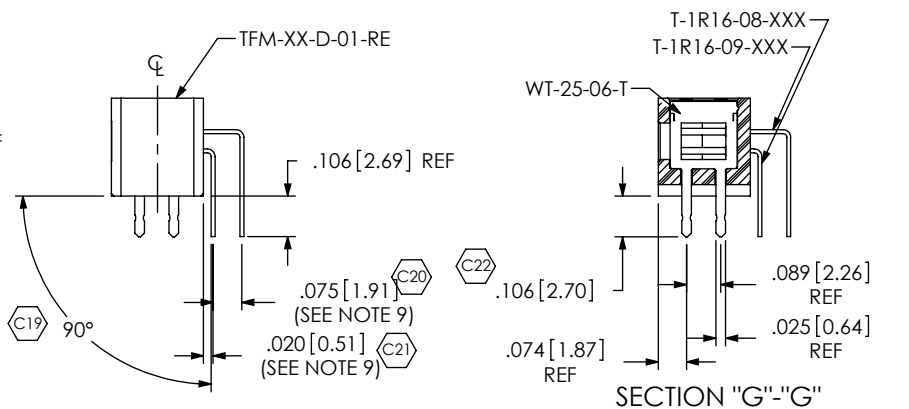 TFM-XX-D-01-RE
℄
.106[2.69] REF
.075[1.91]
C20
(SEE NOTE 9)
.020[0.51]
C21
(SEE NOTE 9)
C19
90°
T-1R16-08-XXX
T-1R16-09-XXX
WT-25-06-T
C22
.106[2.70]
.089[2.26]
REF
.025[0.64]
REF
.074[1.87]
REF
SECTION "G"-"G"